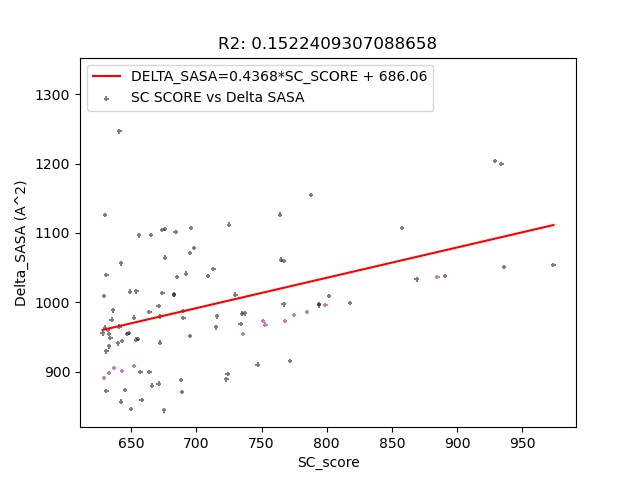 R2: 0.1522409307088658
DELTA_SASA=0.4368*SC_SCORE + 686.06
SC SCORE vs Delta SASA
1300
1200
1100
1000
900
Delta_SASA (A^2)
650 700 750 800 850 900 950
SC_score